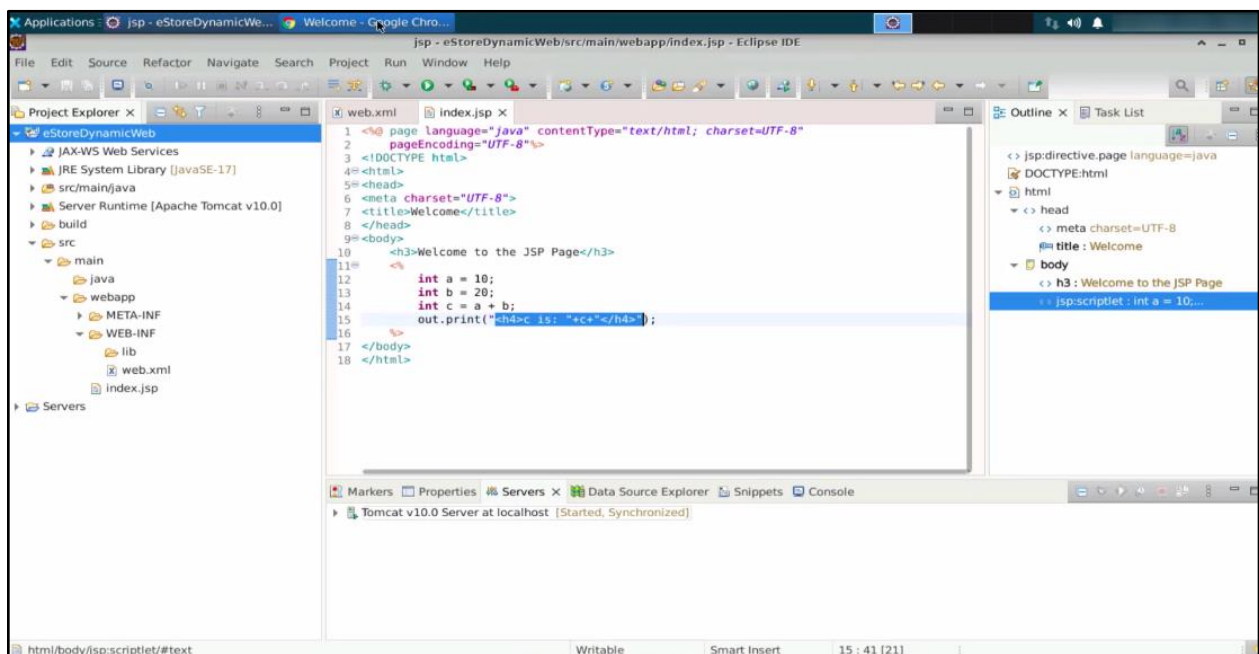 Applications jsp - eStoreDynamicWe... Welcome - Google Chro...
jsp - eStoreDynamicWeb/src/main/webapp/index.jsp - Eclipse IDE
File Edit Source Refactor Navigate Search Project Run Window Help
Project Explorer
eStoreDynamicWeb
JAX-WS Web Services
JRE System Library [JavaSE-17]
src/main/java
Server Runtime [Apache Tomcat v10.0]
build
src
main
java
webapp
META-INF
WEB-INF
lib
web.xml
index.jsp
Servers
web.xml index.jsp
1 <%@ page language="java" contentType="text/html; charset=UTF-8"
2 pageEncoding="UTF-8"%>
3 <!DOCTYPE html>
4 <html>
5 <head>
6 <meta charset="UTF-8">
7 <title>Welcome</title>
8 </head>
9 <body>
10 <h3>Welcome to the JSP Page</h3>
11 <%
12 int a = 10;
13 int b = 20;
14 int c = a + b;
15 out.print("<h4>c is: "+c+"</h4>");
16 %>
17 </body>
18 </html>
Outline Task List
jsp:directive.page language=java
DOCTYPE:html
html
head
meta charset=UTF-8
title : Welcome
body
h3 : Welcome to the JSP Page
jsp:scriptlet : int a = 10;...
Markers Properties Servers Data Source Explorer Snippets Console
Tomcat v10.0 Server at localhost [Started, Synchronized]
html/body/jsp:scriptlet/#text Writable Smart Insert 15 : 41 [21]